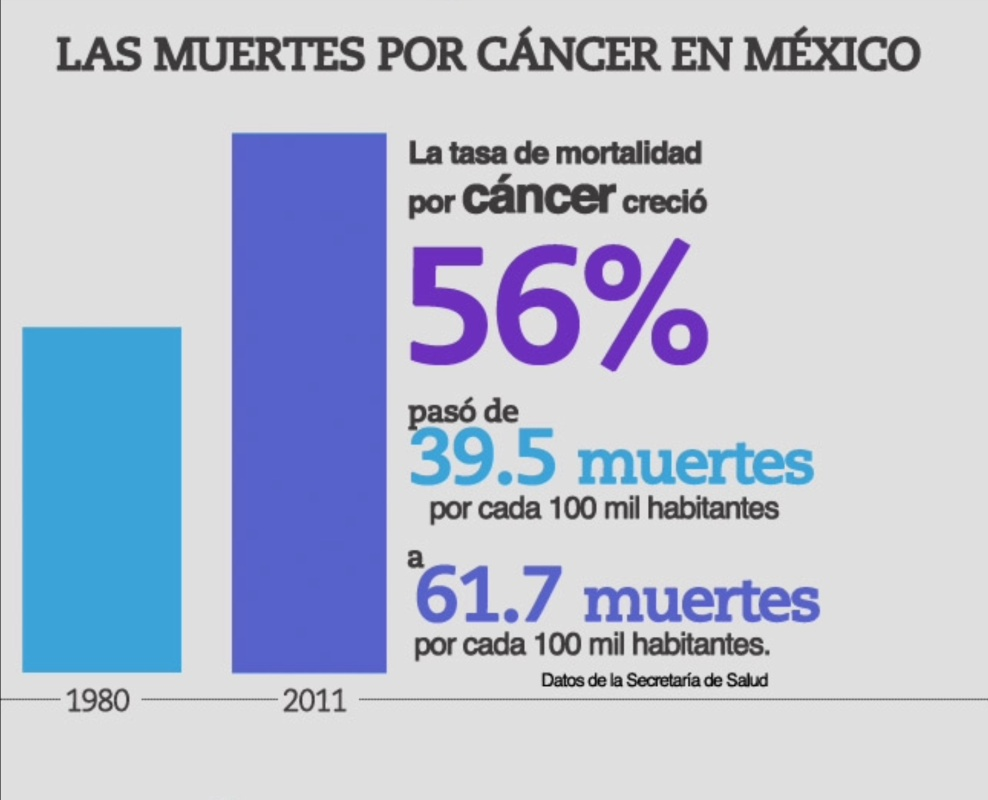 LAS MUERTES POR CÁNCER EN MÉXICO
La tasa de mortalidad
por cáncer creció
56%
pasó de
39.5 muertes
por cada 100 mil habitantes
a
61.7 muertes
por cada 100 mil habitantes.
Datos de la Secretaría de Salud
1980 2011